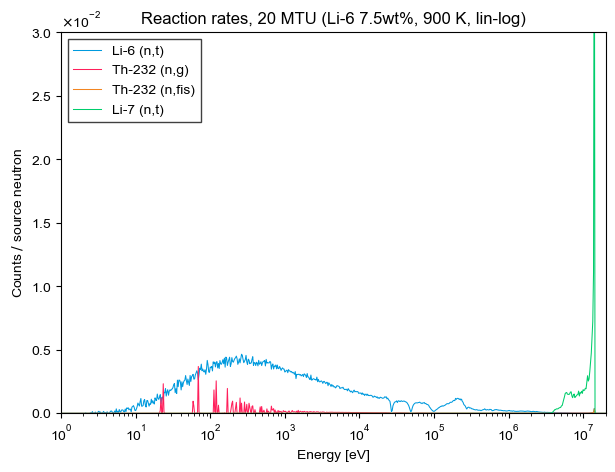 Reaction rates, 20 MTU (Li-6 7.5wt%, 900 K, lin-log)
×10⁻²
Li-6 (n,t)
Th-232 (n,g)
Th-232 (n,fis)
Li-7 (n,t)
3.0
2.5
2.0
1.5
1.0
0.5
0.0
Counts / source neutron
10⁰ 10¹ 10² 10³ 10⁴ 10⁵ 10⁶ 10⁷
Energy [eV]